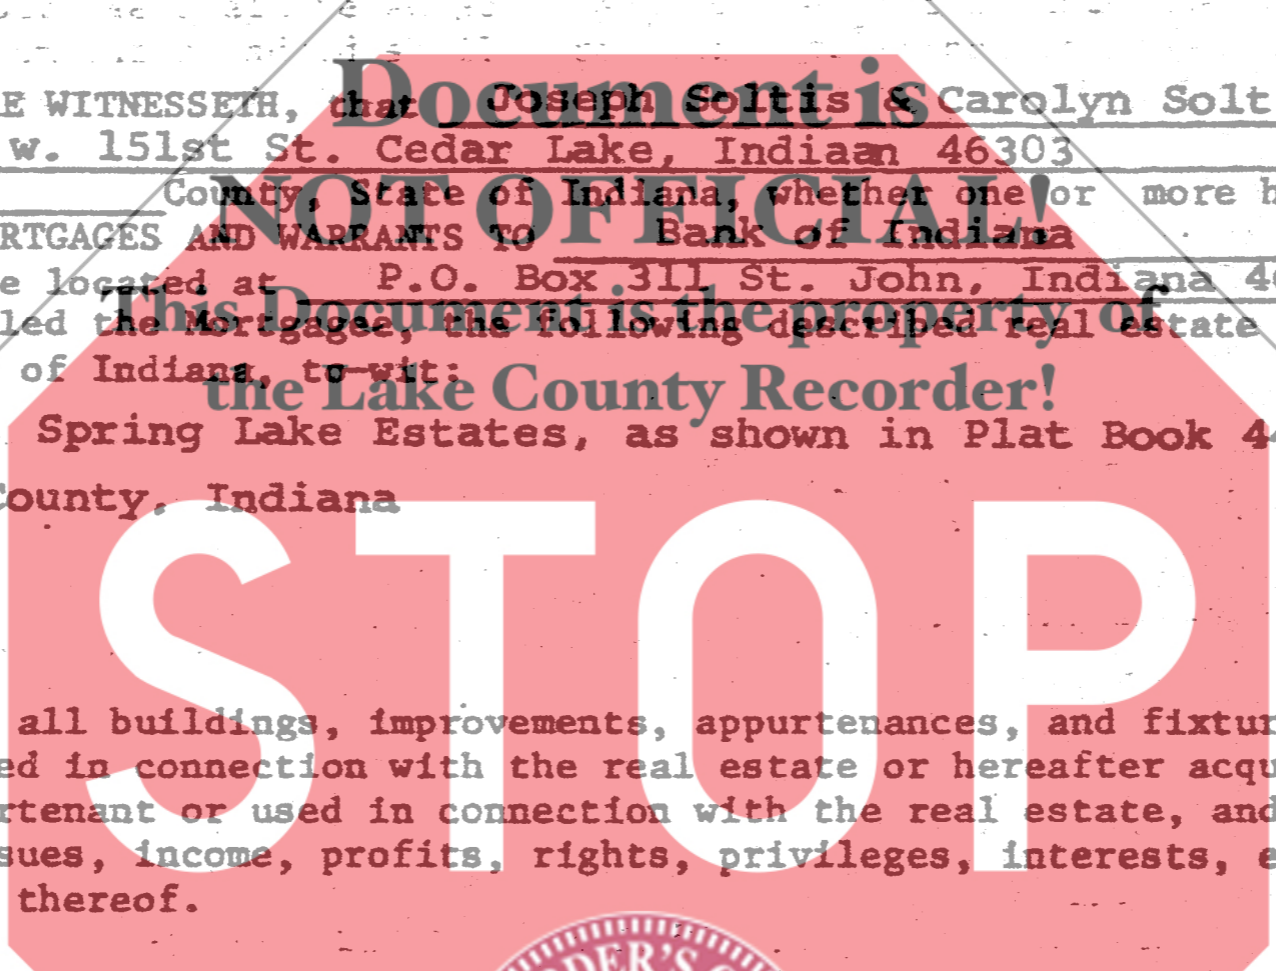 E WITNESSETH, that Joseph Soltis & Carolyn Solt
w. 151st St. Cedar Lake, Indiaan 46303
County, State of Indiana, whether one or more h
RTGAGES AND WARRANTS TO Bank of Indiana
e located at P.O. Box 311 St. John, Indiana 46
led the Mortgagee, the following described real estate
of Indiana, to-wit:
Spring Lake Estates, as shown in Plat Book 44
County, Indiana
all buildings, improvements, appurtenances, and fixtur
ed in connection with the real estate or hereafter acqu
rtenant or used in connection with the real estate, and
sues, income, profits, rights, privileges, interests, e
thereof.
Document is
NOT OFFICIAL!
This Document is the property of
the Lake County Recorder!
STOP
DER'S O